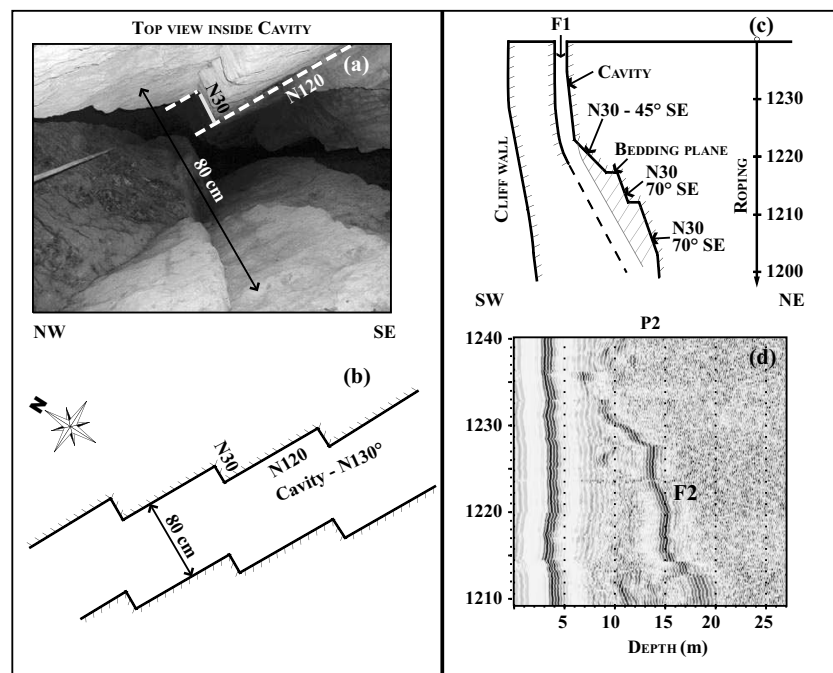 TOP VIEW INSIDE CAVITY
(a)
N30
N120
80 cm
NW
SE
(b)
N
N30
N120
Cavity - N130°
80 cm
(c)
F1
CAVITY
N30 - 45° SE
BEDDING PLANE
N30
70° SE
N30
70° SE
CLIFF WALL
ROPING
1230
1220
1210
1200
SW
NE
P2
(d)
1240
1230
1220
1210
F2
5
10
15
20
25
DEPTH (m)